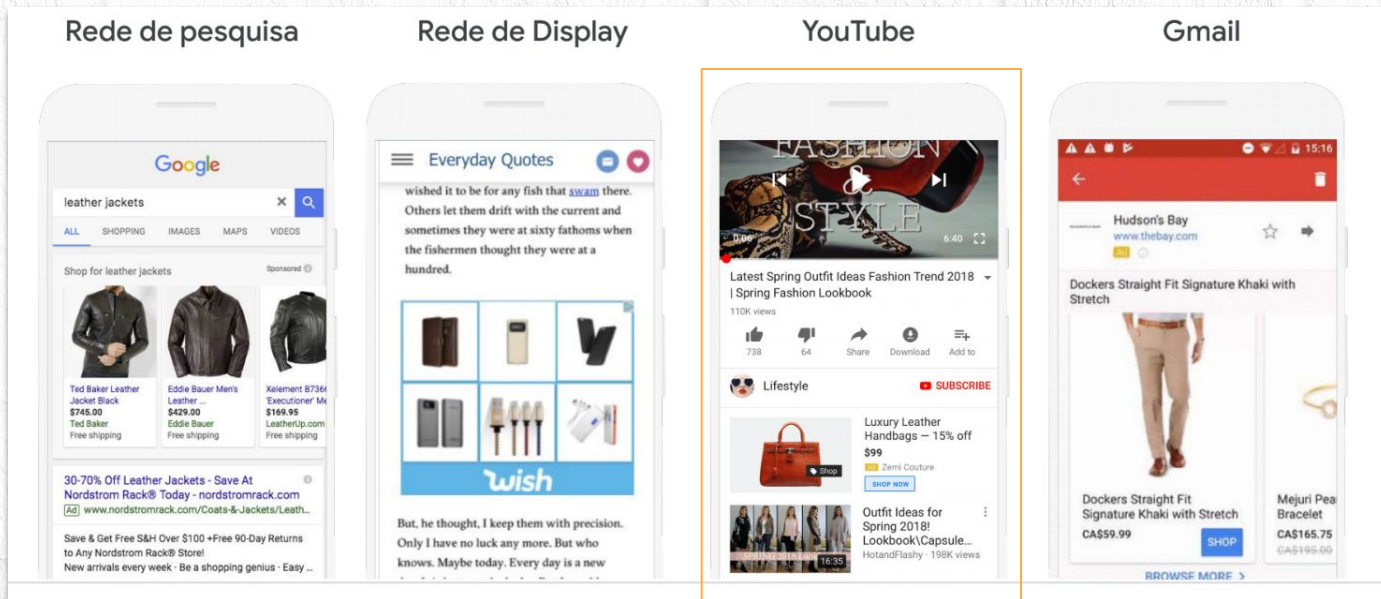 Rede de pesquisa
Rede de Display
YouTube
Gmail
Google
leather jackets
ALL SHOPPING IMAGES MAPS VIDEOS
Shop for leather jackets
Sponsored
Ted Baker Leather
Jacket Black
$745.00
Ted Baker
Free shipping
Eddie Bauer Men's
Leather ...
$429.00
Eddie Bauer
Free shipping
Xelement B736
'Executioner' Me
$169.95
LeatherUp.com
Free shipping
30-70% Off Leather Jackets - Save At
Nordstrom Rack® Today - nordstromrack.com
Ad www.nordstromrack.com/Coats-&-Jackets/Leath...
Save & Get Free S&H Over $100 +Free 90-Day Returns
to Any Nordstrom Rack® Store!
New arrivals every week · Be a shopping genius · Easy ...
Everyday Quotes
wished it to be for any fish that swam there.
Others let them drift with the current and
sometimes they were at sixty fathoms when
the fishermen thought they were at a
hundred.
wish
But, he thought, I keep them with precision.
Only I have no luck any more. But who
knows. Maybe today. Every day is a new
FASHION
&
STYLE
0:06
6:40
Latest Spring Outfit Ideas Fashion Trend 2018
| Spring Fashion Lookbook
110K views
738 64 Share Download Add to
Lifestyle
SUBSCRIBE
Shop
Luxury Leather
Handbags — 15% off
$99
Ad Zemi Couture
SHOP NOW
SPRING 2018
16:35
Outfit Ideas for
Spring 2018!
Lookbook\Capsule...
HotandFlashy · 198K views
15:16
Hudson's Bay
www.thebay.com
Ad
Dockers Straight Fit Signature Khaki with
Stretch
Dockers Straight Fit
Signature Khaki with Stretch
CA$59.99
SHOP
Mejuri Pea
Bracelet
CA$165.75
CA$195.00
BROWSE MORE >